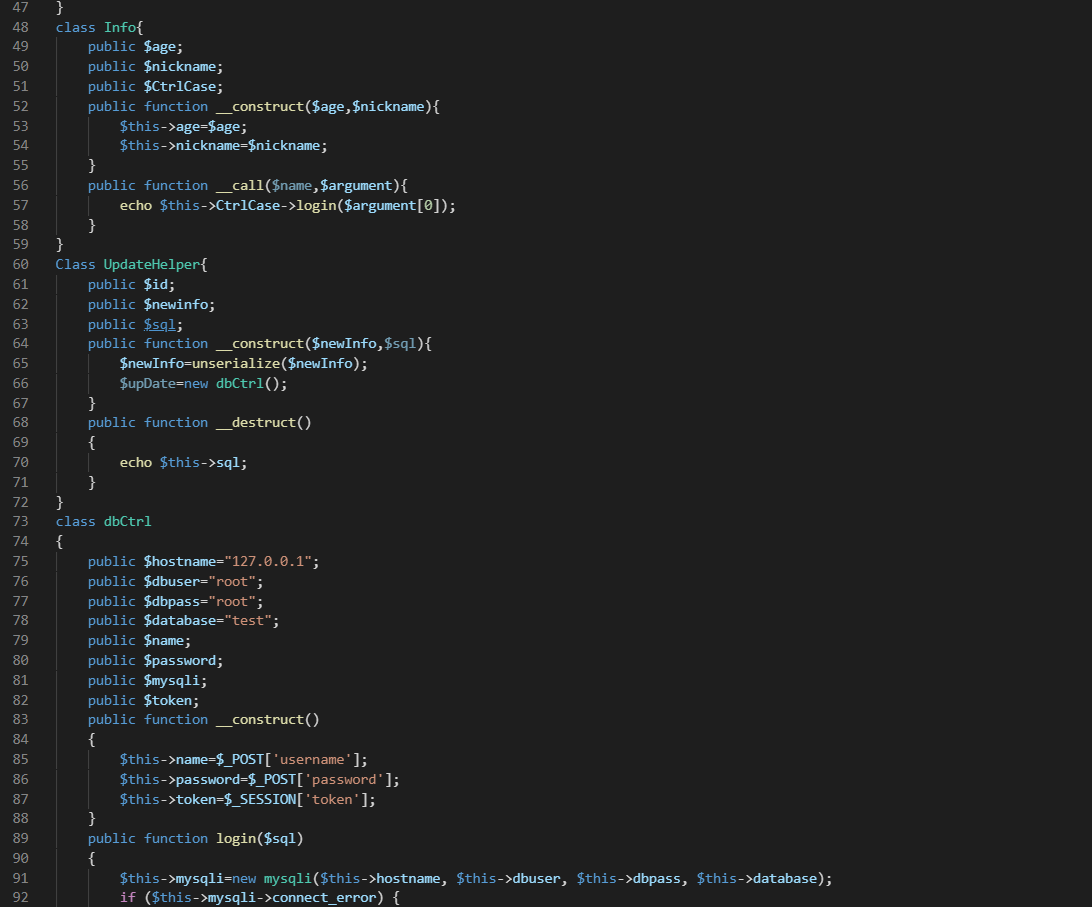 47 }
48 class Info{
49     public $age;
50     public $nickname;
51     public $CtrlCase;
52     public function __construct($age,$nickname){
53         $this->age=$age;
54         $this->nickname=$nickname;
55     }
56     public function __call($name,$argument){
57         echo $this->CtrlCase->login($argument[0]);
58     }
59 }
60 Class UpdateHelper{
61     public $id;
62     public $newinfo;
63     public $sql;
64     public function __construct($newInfo,$sql){
65         $newInfo=unserialize($newInfo);
66         $upDate=new dbCtrl();
67     }
68     public function __destruct()
69     {
70         echo $this->sql;
71     }
72 }
73 class dbCtrl
74 {
75     public $hostname="127.0.0.1";
76     public $dbuser="root";
77     public $dbpass="root";
78     public $database="test";
79     public $name;
80     public $password;
81     public $mysqli;
82     public $token;
83     public function __construct()
84     {
85         $this->name=$_POST['username'];
86         $this->password=$_POST['password'];
87         $this->token=$_SESSION['token'];
88     }
89     public function login($sql)
90     {
91         $this->mysqli=new mysqli($this->hostname, $this->dbuser, $this->dbpass, $this->database);
92         if ($this->mysqli->connect_error) {